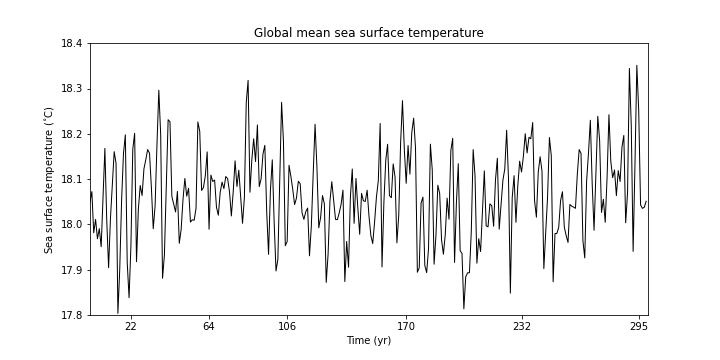 Global mean sea surface temperature
18.4
18.3
18.2
18.1
18.0
17.9
17.8
Sea surface temperature (°C)
22 64 106 170 232 295
Time (yr)